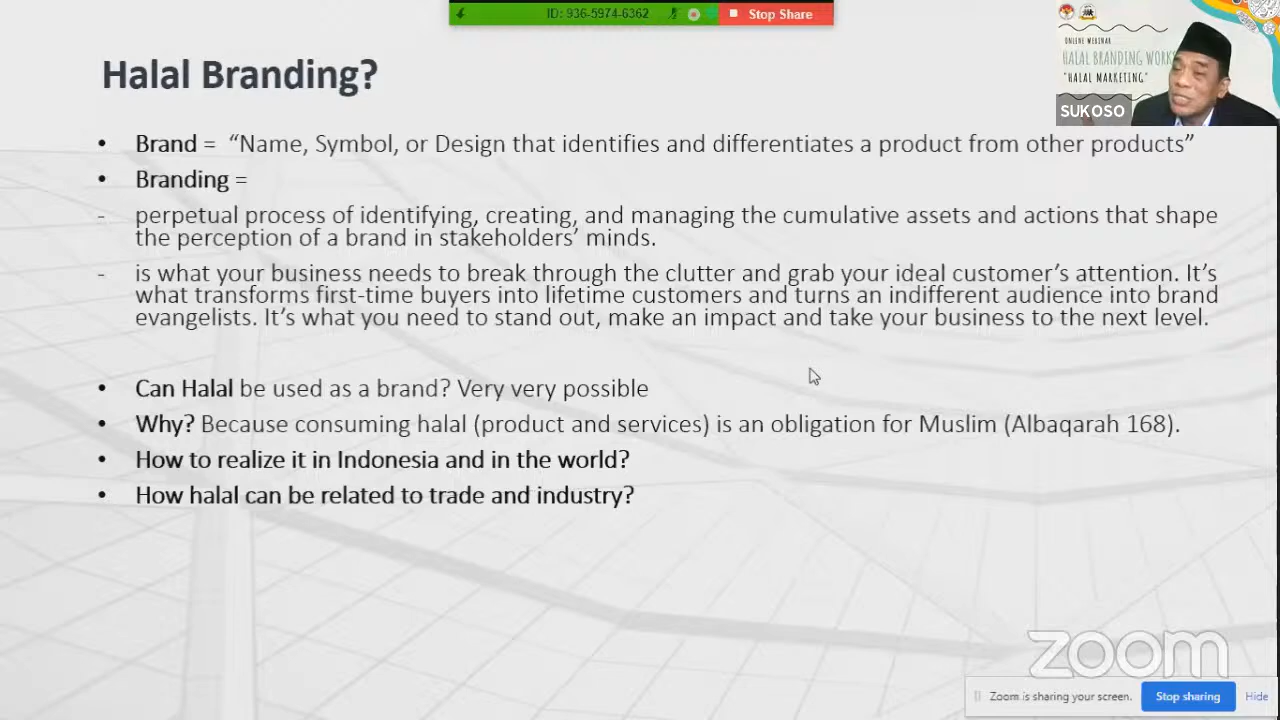 ID: 936-5974-6362
Stop Share
Halal Branding?
ONLINE WEBINAR
HALAL BRANDING WORKS
"HALAL MARKETING"
SUKOSO
• Brand = “Name, Symbol, or Design that identifies and differentiates a product from other products”
• Branding =
- perpetual process of identifying, creating, and managing the cumulative assets and actions that shape
the perception of a brand in stakeholders’ minds.
- is what your business needs to break through the clutter and grab your ideal customer’s attention. It’s
what transforms first-time buyers into lifetime customers and turns an indifferent audience into brand
evangelists. It’s what you need to stand out, make an impact and take your business to the next level.
• Can Halal be used as a brand? Very very possible
• Why? Because consuming halal (product and services) is an obligation for Muslim (Albaqarah 168).
• How to realize it in Indonesia and in the world?
• How halal can be related to trade and industry?
zoom
Zoom is sharing your screen.
Stop sharing
Hide